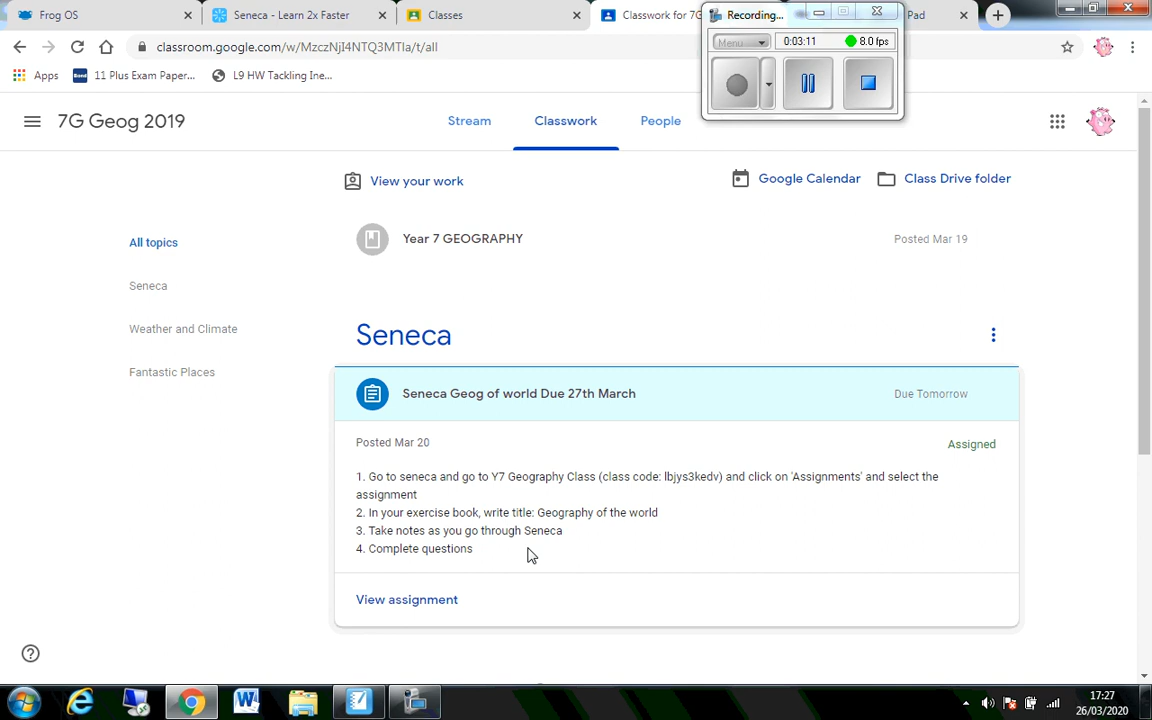 Frog OS
Seneca - Learn 2x Faster
Classes
Classwork for 7G
Recording...
Pad
Menu
0:03:11
8.0 fps
classroom.google.com/w/MzczNjI4NTQ3MTla/t/all
Apps
Bond
11 Plus Exam Paper...
L9 HW Tackling Ine...
7G Geog 2019
Stream
Classwork
People
View your work
Google Calendar
Class Drive folder
Year 7 GEOGRAPHY
Posted Mar 19
All topics
Seneca
Weather and Climate
Fantastic Places
Seneca
Seneca Geog of world Due 27th March
Due Tomorrow
Posted Mar 20
Assigned
1. Go to seneca and go to Y7 Geography Class (class code: lbjys3kedv) and click on 'Assignments' and select the
assignment
2. In your exercise book, write title: Geography of the world
3. Take notes as you go through Seneca
4. Complete questions
View assignment
17:27
26/03/2020